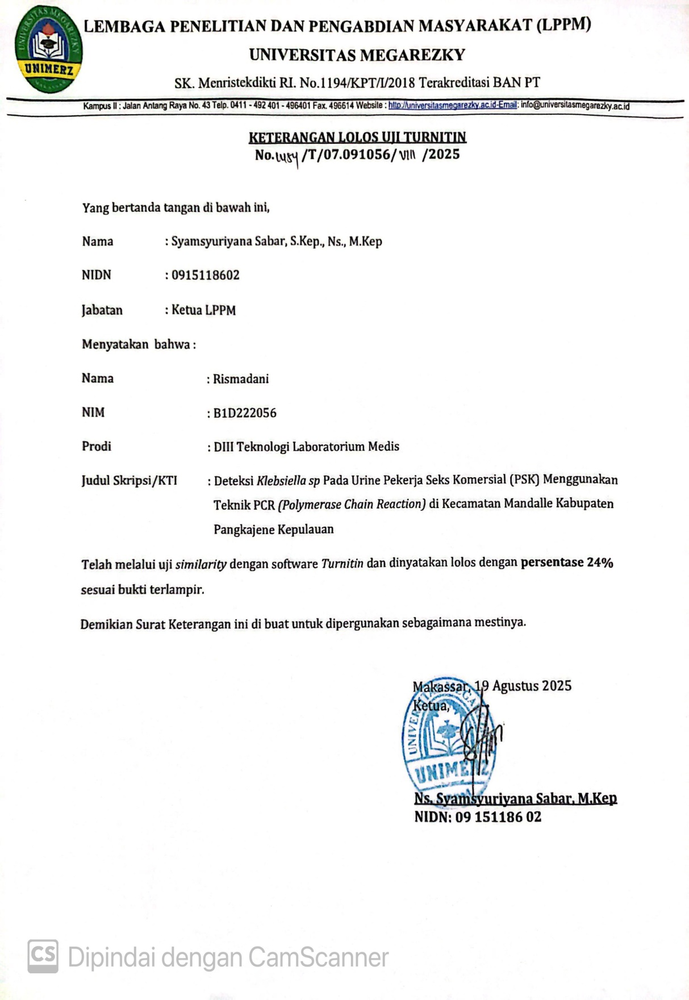 UNIVERSITAS MEGAREZKY
UNIMERZ
MAKASSAR
LEMBAGA PENELITIAN DAN PENGABDIAN MASYARAKAT (LPPM)
UNIVERSITAS MEGAREZKY
SK. Menristekdikti RI. No.1194/KPT/I/2018 Terakreditasi BAN PT
Kampus II : Jalan Antang Raya No. 43 Telp. 0411 - 492 401 - 496401 Fax. 496614 Website : http://universitasmegarezky.ac.id-Email: info@universitasmegarezky.ac.id
KETERANGAN LOLOS UJI TURNITIN
No. /T/07.091056/ VIII /2025
Yang bertanda tangan di bawah ini,
Nama : Syamsyuriyana Sabar, S.Kep., Ns., M.Kep
NIDN : 0915118602
Jabatan : Ketua LPPM
Menyatakan bahwa :
Nama : Rismadani
NIM : B1D222056
Prodi : DIII Teknologi Laboratorium Medis
Judul Skripsi/KTI : Deteksi Klebsiella sp Pada Urine Pekerja Seks Komersial (PSK) Menggunakan
Teknik PCR (Polymerase Chain Reaction) di Kecamatan Mandalle Kabupaten
Pangkajene Kepulauan
Telah melalui uji similarity dengan software Turnitin dan dinyatakan lolos dengan persentase 24%
sesuai bukti terlampir.
Demikian Surat Keterangan ini di buat untuk dipergunakan sebagaimana mestinya.
Makassar, 19 Agustus 2025
Ketua,
UNIMERZ
Ns. Syamsyuriyana Sabar, M.Kep
NIDN: 09 151186 02
CS Dipindai dengan CamScanner